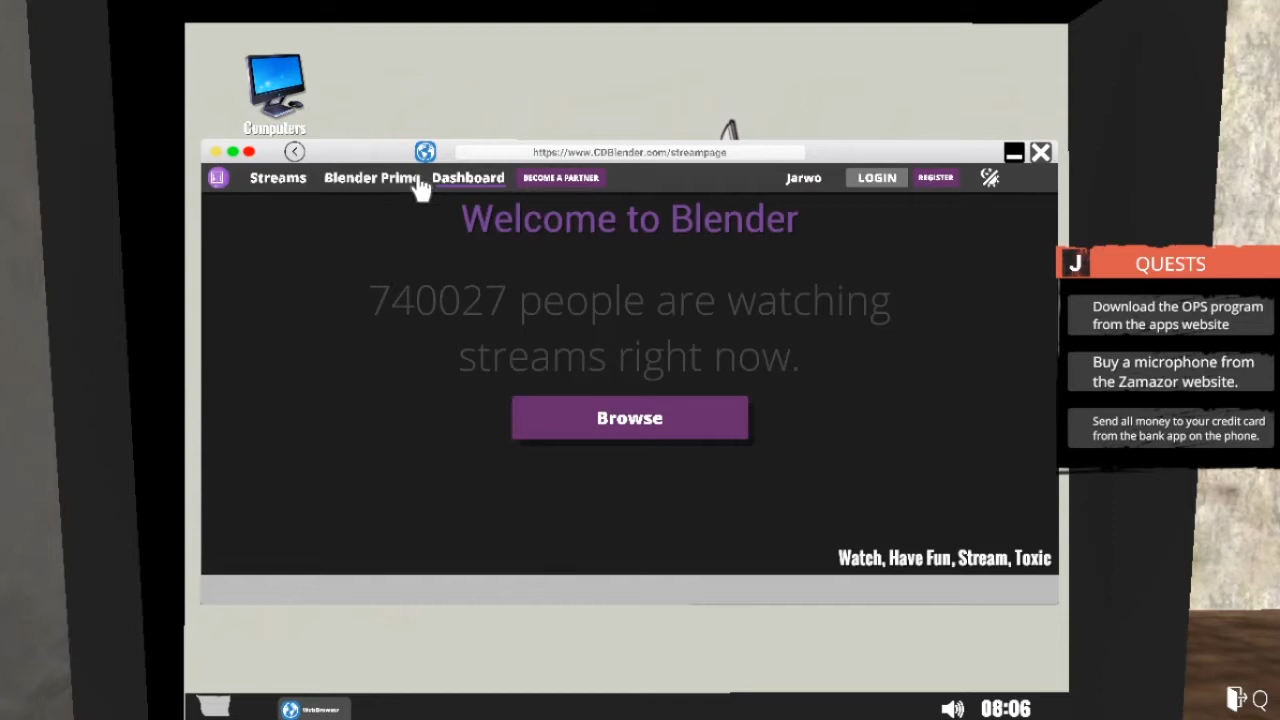 Computers
https://www.CDBlender.com/streampage
Streams Blender Prime Dashboard BECOME A PARTNER Jarwo LOGIN REGISTER
Welcome to Blender
740027 people are watching
streams right now.
Browse
Watch, Have Fun, Stream, Toxic
J QUESTS
Download the OPS program
from the apps website
Buy a microphone from
the Zamazor website.
Send all money to your credit card
from the bank app on the phone.
WebBrowser
08:06
Q